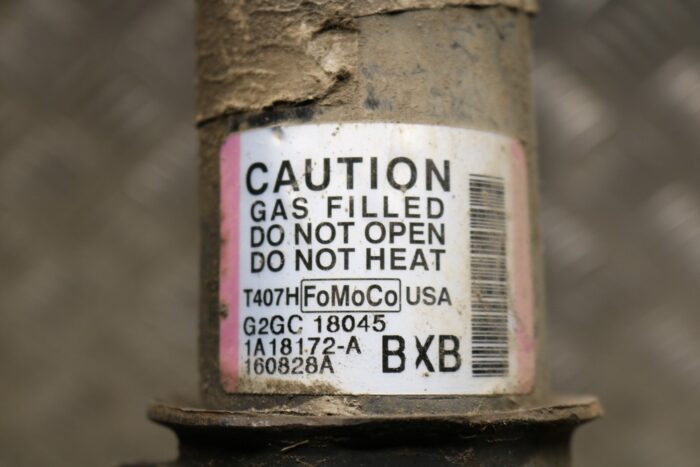 CAUTION
GAS FILLED
DO NOT OPEN
DO NOT HEAT
T407H FoMoCo USA
G2GC 18045
1A18172-A
160828A
BXB